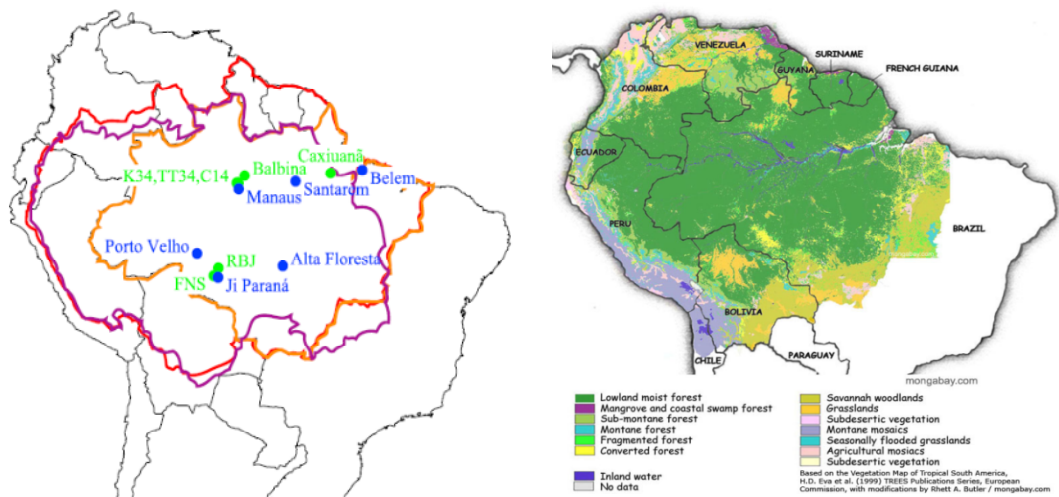 Caxiuanã
Balbina
K34,TT34,C14
Belem
Santarém
Manaus
Porto Velho
RBJ
Alta Floresta
FNS
Ji Paraná
VENEZUELA
SURINAME
GUYANA
FRENCH GUIANA
COLOMBIA
ECUADOR
PERU
BRAZIL
BOLIVIA
PARAGUAY
CHILE
mongabay.com
Lowland moist forest
Mangrove and coastal swamp forest
Sub-montane forest
Montane forest
Fragmented forest
Converted forest
Inland water
No data
Savannah woodlands
Grasslands
Subdesertic vegetation
Montane mosaics
Seasonally flooded grasslands
Agricultural mosaics
Subdesertic vegetation
Based on the Vegetation Map of Tropical South America,
H.D. Eva et al. (1999) TREES Publications Series, European
Commission, with modifications by Rhett A. Butler / mongabay.com